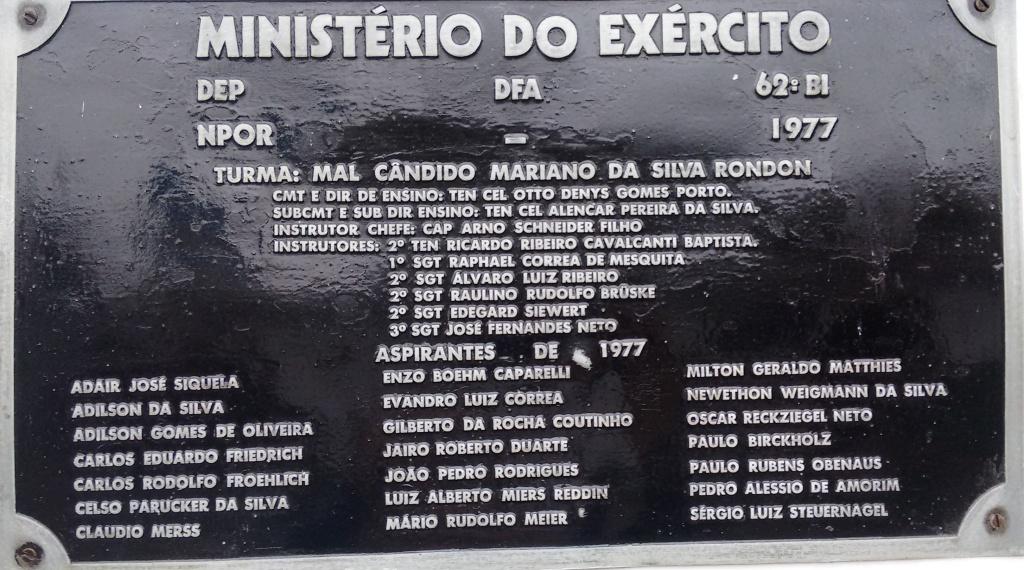 MINISTÉRIO DO EXÉRCITO
DEP DFA 62º BI
NPOR – 1977
TURMA: MAL CÂNDIDO MARIANO DA SILVA RONDON
CMT E DIR DE ENSINO: TEN CEL OTTO DENYS GOMES PORTO.
SUBCMT E SUB DIR ENSINO: TEN CEL ALENCAR PEREIRA DA SILVA.
INSTRUTOR CHEFE: CAP ARNO SCHNEIDER FILHO
INSTRUTORES: 2º TEN RICARDO RIBEIRO CAVALCANTI BAPTISTA.
1º SGT RAPHAEL CORREA DE MESQUITA
2º SGT ÁLVARO LUIZ RIBEIRO
2º SGT RAULINO RUDOLFO BRÜSKE
2º SGT EDEGARD SIEWERT
3º SGT JOSÉ FERNANDES NETO
ASPIRANTES DE 1977
ADAIR JOSÉ SIQUELA
ADILSON DA SILVA
ADILSON GOMES DE OLIVEIRA
CARLOS EDUARDO FRIEDRICH
CARLOS RODOLFO FROEHLICH
CELSO PARUCKER DA SILVA
CLAUDIO MERSS
ENZO BOEHM CAPARELLI
EVANDRO LUIZ CORREA
GILBERTO DA ROCHA COUTINHO
JAIRO ROBERTO DUARTE
JOÃO PEDRO RODRIGUES
LUIZ ALBERTO MIERS REDDIN
MÁRIO RUDOLFO MEIER
MILTON GERALDO MATTHIES
NEWETHON WEIGMANN DA SILVA
OSCAR RECKZIEGEL NETO
PAULO BIRCKHOLZ
PAULO RUBENS OBENAUS
PEDRO ALESSIO DE AMORIM
SÉRGIO LUIZ STEUERNAGEL